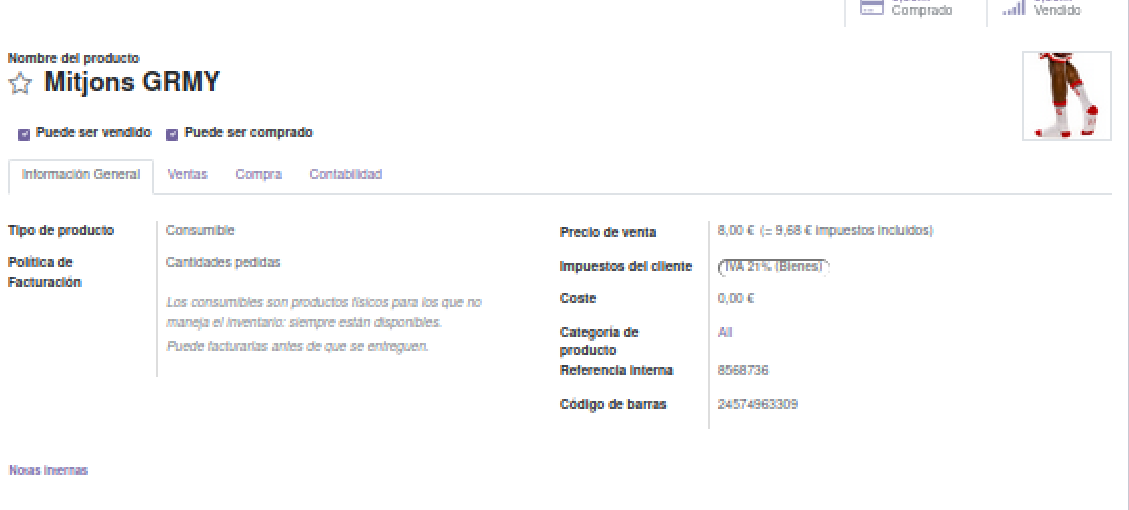 Comprado
Vendido
Nombre del producto
Mitjons GRMY
Puede ser vendido Puede ser comprado
Información General Ventas Compra Contabilidad
Tipo de producto Consumible
Política de Facturación Cantidades pedidas
Los consumibles son productos físicos para los que no
maneja el inventario: siempre están disponibles.
Puede facturarlas antes de que se entreguen.
Precio de venta 8,00 € (= 9,68 € impuestos incluidos)
Impuestos del cliente IVA 21% (Bienes)
Coste 0,00 €
Categoría de producto All
Referencia interna 8568736
Código de barras 24574963309
Notas internas